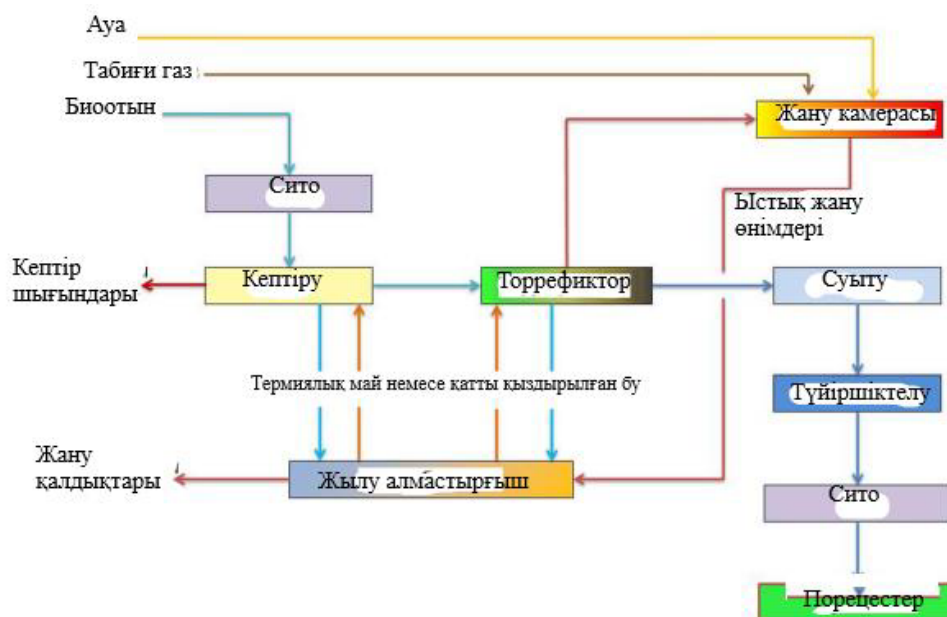 Ауа
Табиғи газ
Биоотын
Жану камерасы
Сито
Ыстық жану
өнімдері
Кептір
шығындары
Кептіру
Торрефиктор
Суыту
Термиялық май немесе қатты қыздырылған бу
Түйіршіктелу
Жану
қалдықтары
Жылу алмастырғыш
Сито
Порецестер